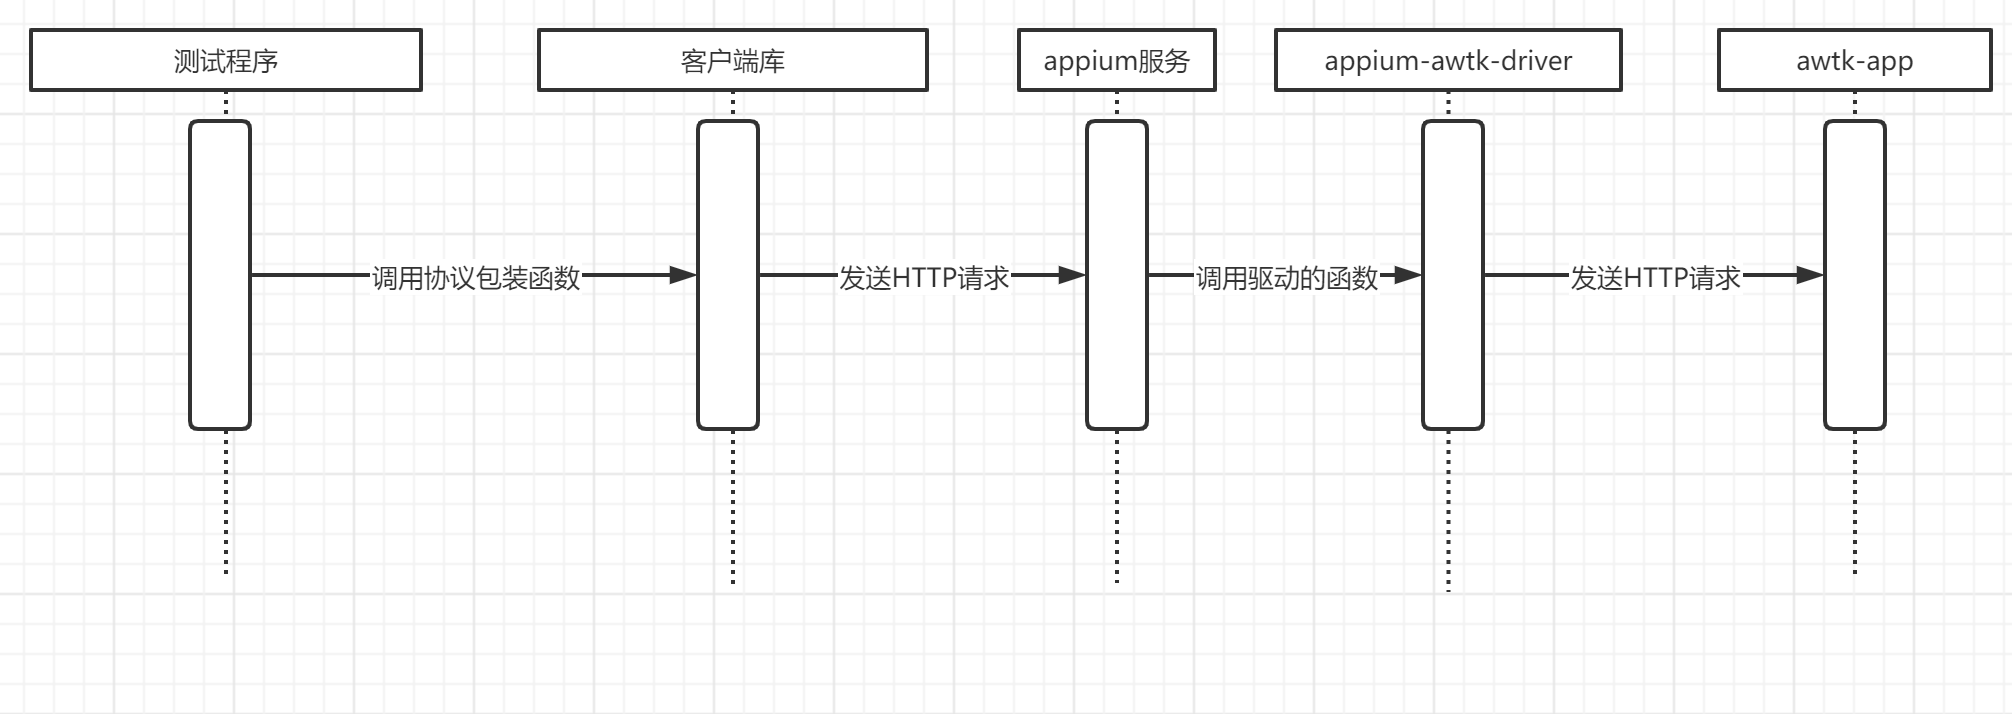 测试程序
客户端库
appium服务
appium-awtk-driver
awtk-app
调用协议包装函数
发送HTTP请求
调用驱动的函数
发送HTTP请求